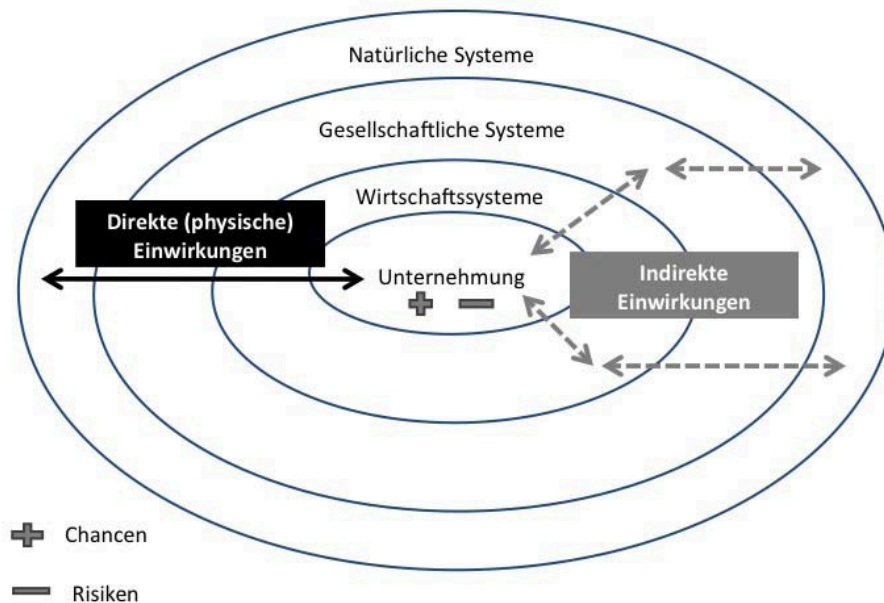 Natürliche Systeme
Gesellschaftliche Systeme
Wirtschaftssysteme
Direkte (physische)
Einwirkungen
Unternehmung
Indirekte
Einwirkungen
Chancen
Risiken